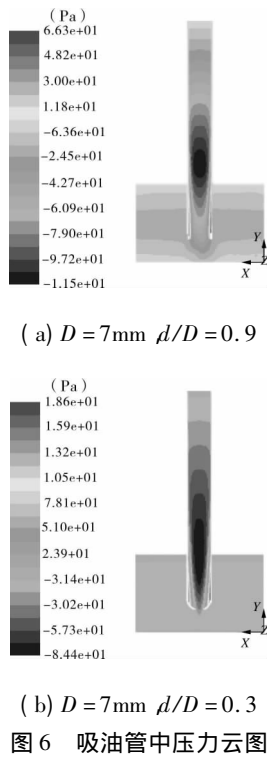 (Pa)
6.63e+01
4.82e+01
3.00e+01
1.18e+01
-6.36e+01
-2.45e+01
-4.27e+01
-6.09e+01
-7.90e+01
-9.72e+01
-1.15e+01
Y
Z
X
(a) D=7mm,d/D=0.9
(Pa)
1.86e+01
1.59e+01
1.32e+01
1.05e+01
7.81e+01
5.10e+01
2.39+01
-3.14e+01
-3.02e+01
-5.73e+01
-8.44e+01
Y
Z
X
(b) D=7mm,d/D=0.3
图6 吸油管中压力云图